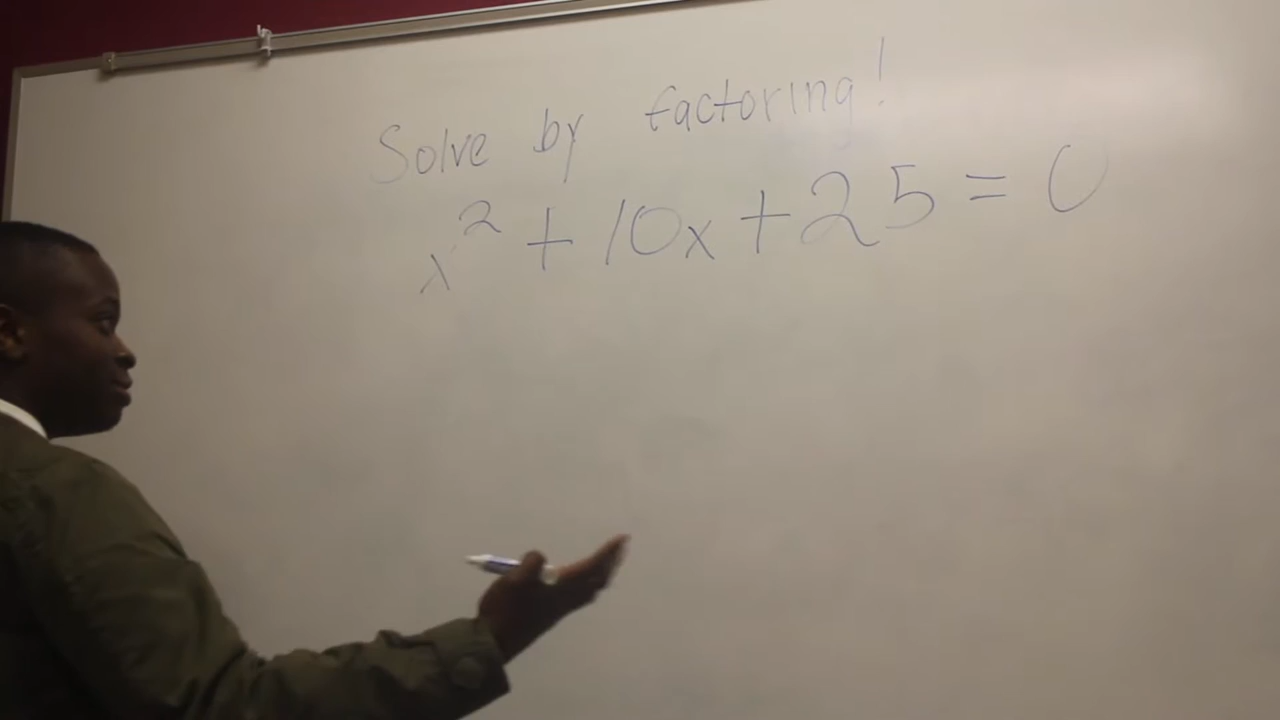 Solve by factoring!
x² + 10x + 25 = 0